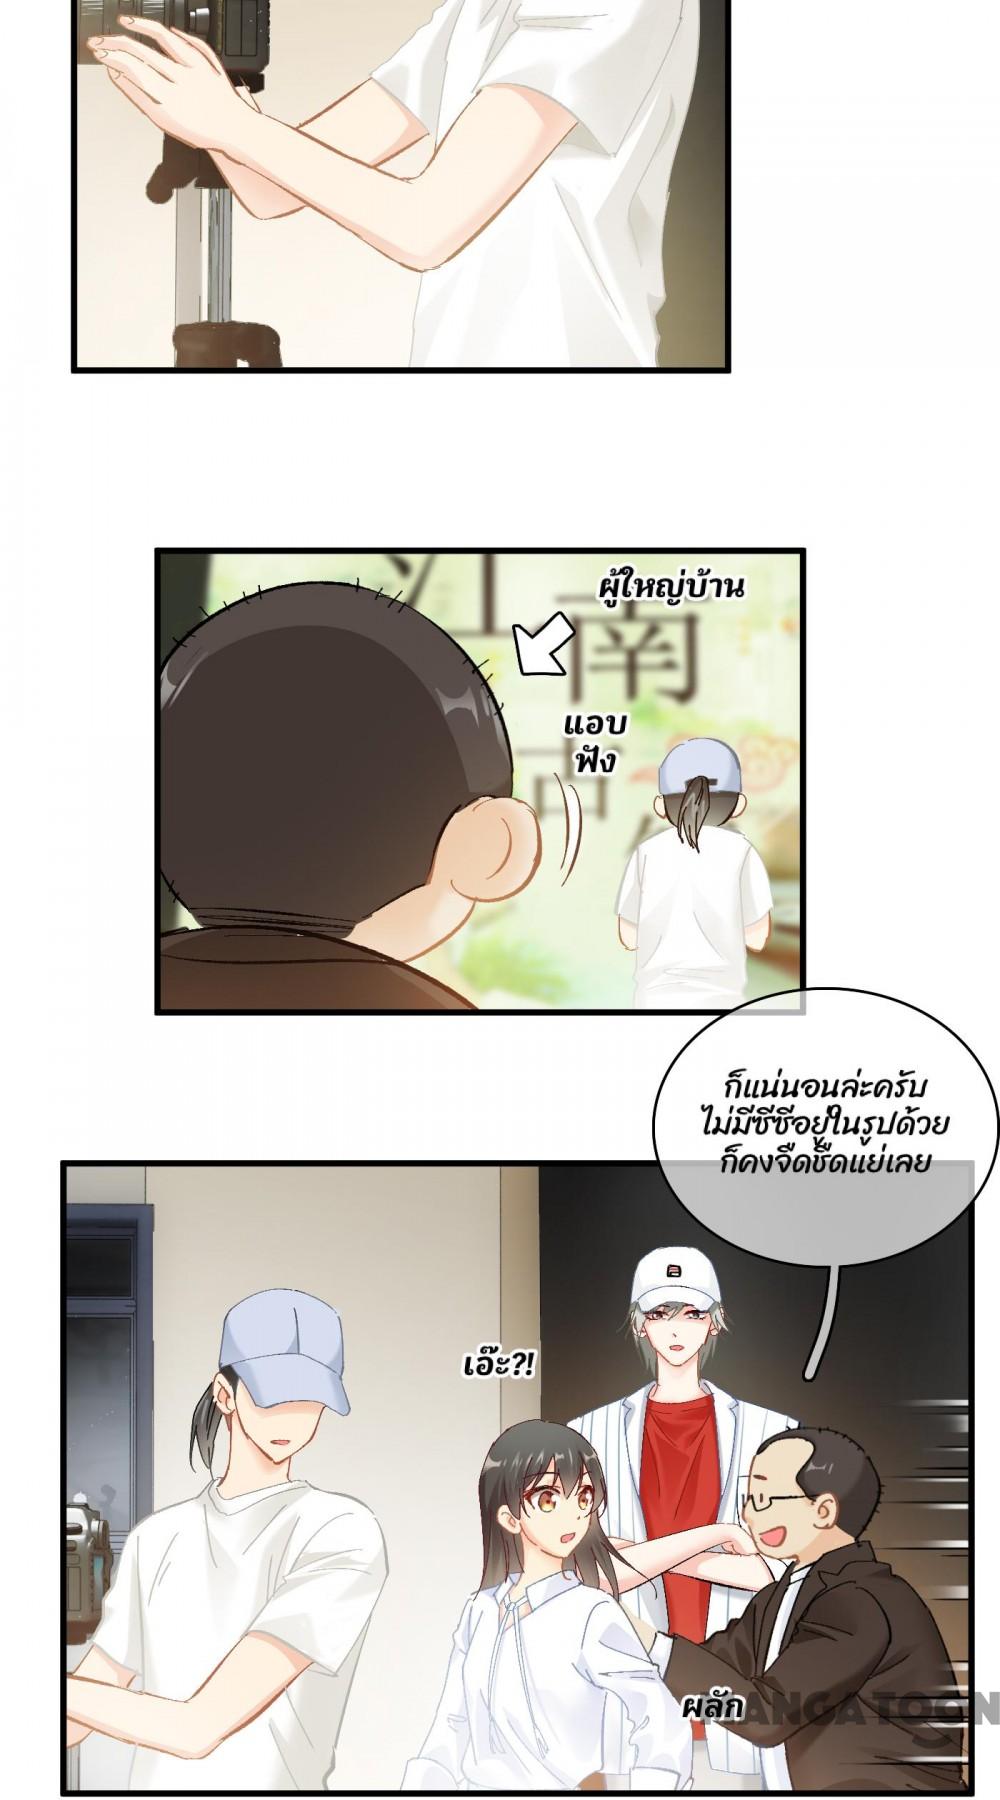 ผู้ใหญ่บ้าน
南
แอบ
ฟัง
ก็แน่นอนล่ะครับ
ไม่มีซีซีอยู่ในรูปด้วย
ก็คงจืดชืดแย่เลย
เอ๊ะ?!
ผลัก
MANGATOON